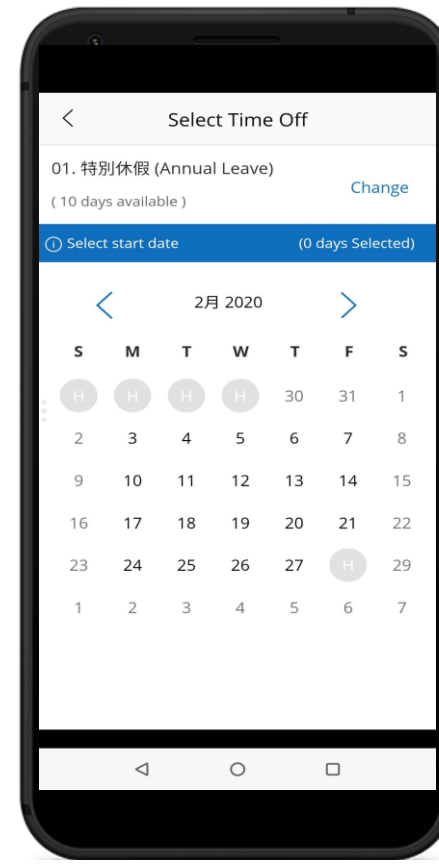 Select Time Off
01. 特別休假 (Annual Leave)
( 10 days available )
Change
Select start date
(0 days Selected)
2月 2020
S M T W T F S
H H H H 30 31 1
2 3 4 5 6 7 8
9 10 11 12 13 14 15
16 17 18 19 20 21 22
23 24 25 26 27 H 29
1 2 3 4 5 6 7